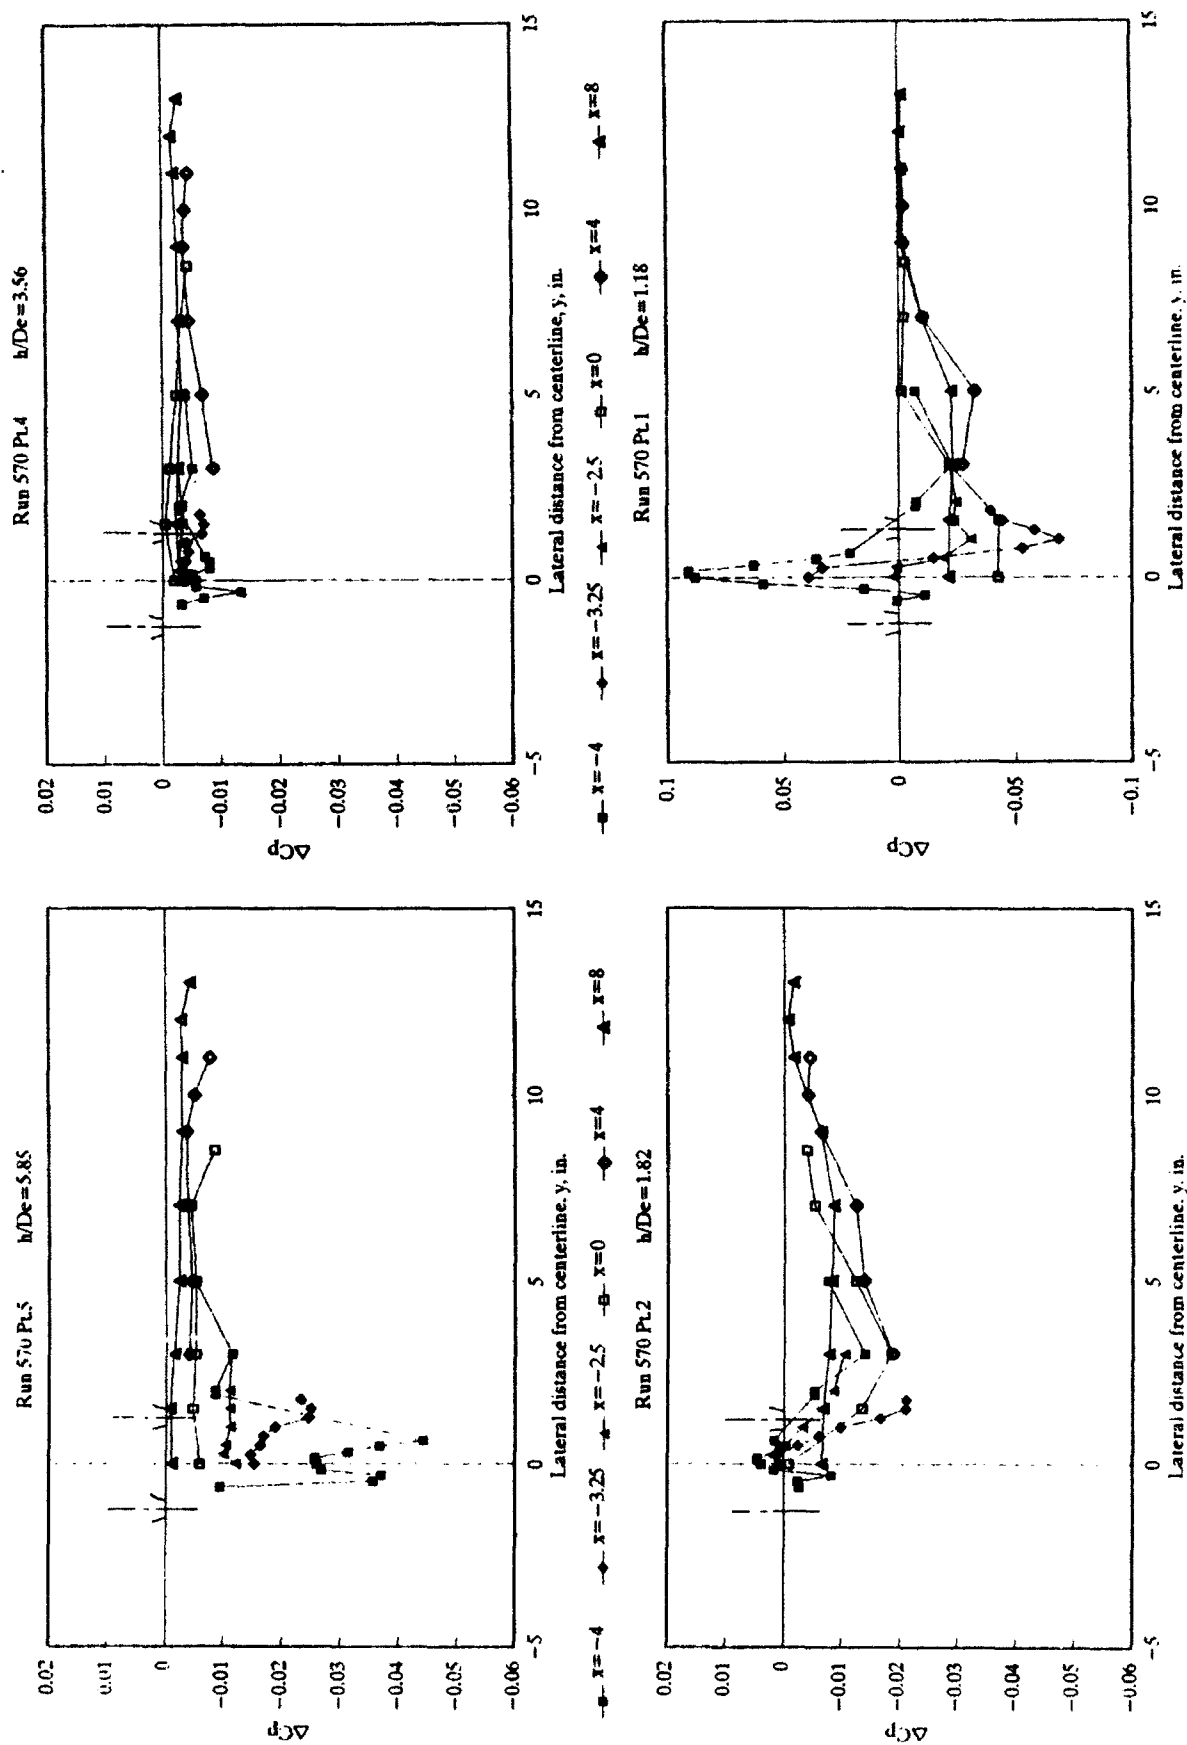 Run 570 Pt.5 h/De=5.85
0.02
0.01
0
−0.01
−0.02
−0.03
−0.04
−0.05
−0.06
ΔCp
−5 0 5 10 15
Lateral distance from centerline, y, in.
Run 570 Pt.4 h/De=3.56
0.02
0.01
0
−0.01
−0.02
−0.03
−0.04
−0.05
−0.06
ΔCp
−5 0 5 10 15
Lateral distance from centerline, y, in.
x=−4 x=−3.25 x=−2.5 x=0 x=4 x=8
x=−4 x=−3.25 x=−2.5 x=0 x=4 x=8
Run 570 Pt.2 h/De=1.82
0.02
0.01
0
−0.01
−0.02
−0.03
−0.04
−0.05
−0.06
ΔCp
−5 0 5 10 15
Lateral distance from centerline, y, in.
Run 570 Pt.1 h/De=1.18
0.1
0.05
0
−0.05
−0.1
ΔCp
−5 0 5 10 15
Lateral distance from centerline, y, in.